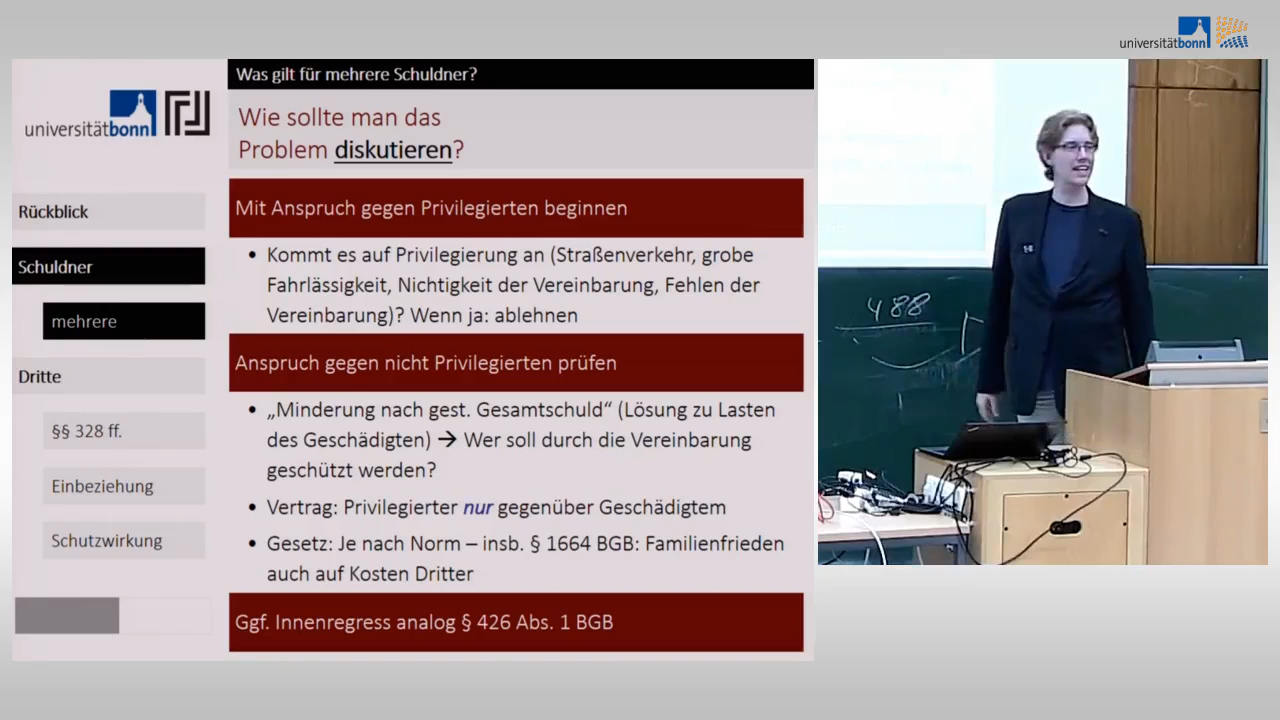 universitätbonn
Was gilt für mehrere Schuldner?
universitätbonn
Wie sollte man das
Problem diskutieren?
Rückblick
Schuldner
mehrere
Dritte
§§ 328 ff.
Einbeziehung
Schutzwirkung
Mit Anspruch gegen Privilegierten beginnen
• Kommt es auf Privilegierung an (Straßenverkehr, grobe
Fahrlässigkeit, Nichtigkeit der Vereinbarung, Fehlen der
Vereinbarung)? Wenn ja: ablehnen
Anspruch gegen nicht Privilegierten prüfen
• „Minderung nach gest. Gesamtschuld“ (Lösung zu Lasten
des Geschädigten) → Wer soll durch die Vereinbarung
geschützt werden?
• Vertrag: Privilegierter nur gegenüber Geschädigtem
• Gesetz: Je nach Norm – insb. § 1664 BGB: Familienfrieden
auch auf Kosten Dritter
Ggf. Innenregress analog § 426 Abs. 1 BGB
488